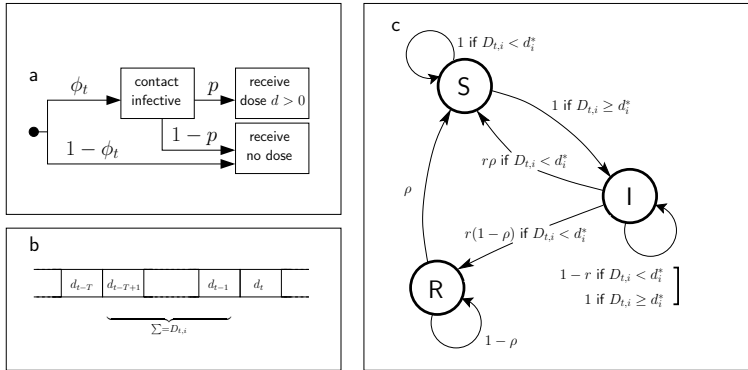 a
ϕ_t
contact
infective
p
receive
dose d > 0
1 − p
1 − ϕ_t
receive
no dose
b
d_{t−T} d_{t−T+1} d_{t−1} d_t
∑=D_{t,i}
c
1 if D_{t,i} < d_i^*
S
1 if D_{t,i} ≥ d_i^*
rρ if D_{t,i} < d_i^*
ρ
I
r(1 − ρ) if D_{t,i} < d_i^*
R
1 − r if D_{t,i} < d_i^*
1 if D_{t,i} ≥ d_i^*
1 − ρ